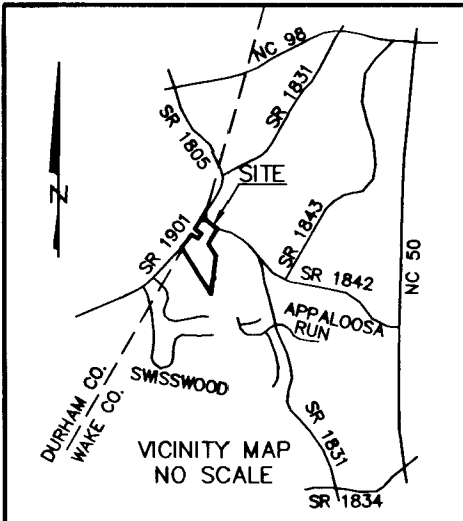 NC 98
SR 1831
SR 1805
SITE
SR 1901
SR 1843
NC 50
SR 1842
APPALOOSA
RUN
SWISSWOOD
DURHAM CO.
WAKE CO.
SR 1831
VICINITY MAP
NO SCALE
SR 1834
N